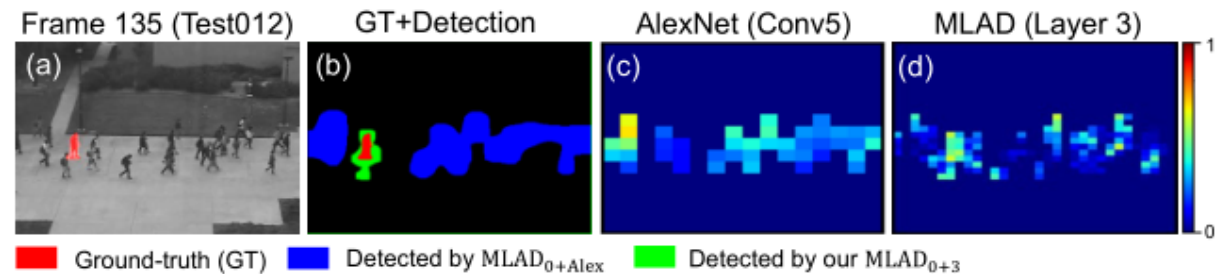 Frame 135 (Test012) GT+Detection AlexNet (Conv5) MLAD (Layer 3)
(a) (b) (c) (d) 1
0
Ground-truth (GT) Detected by MLAD0+Alex Detected by our MLAD0+3